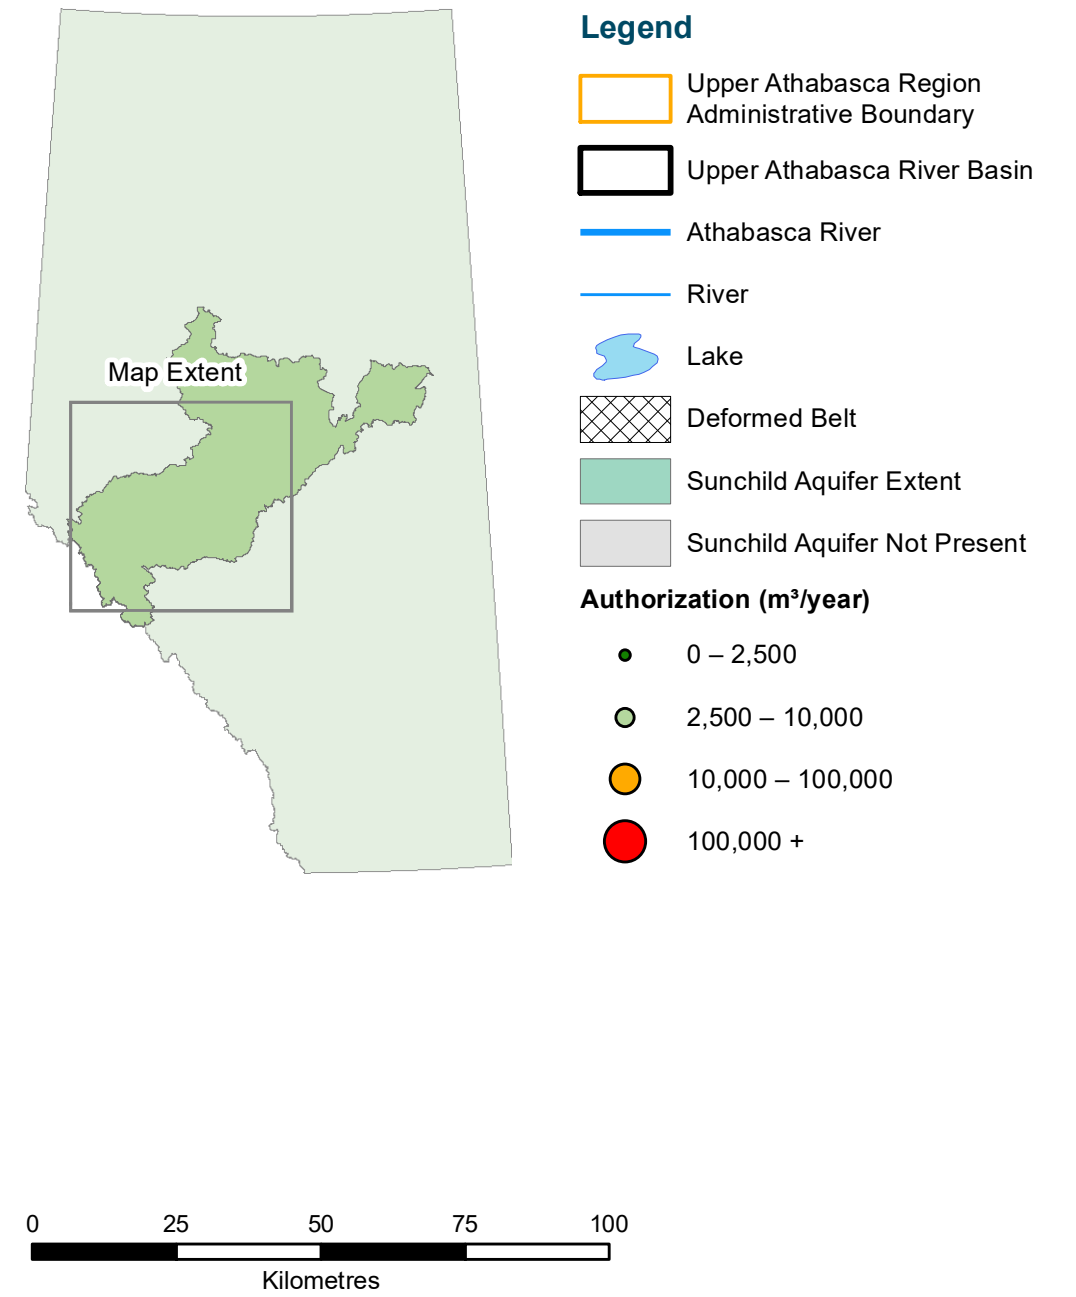 Legend
Upper Athabasca Region
Administrative Boundary
Upper Athabasca River Basin
Athabasca River
River
Lake
Deformed Belt
Sunchild Aquifer Extent
Sunchild Aquifer Not Present
Authorization (m³/year)
0 – 2,500
2,500 – 10,000
10,000 – 100,000
100,000 +
Map Extent
0 25 50 75 100
Kilometres